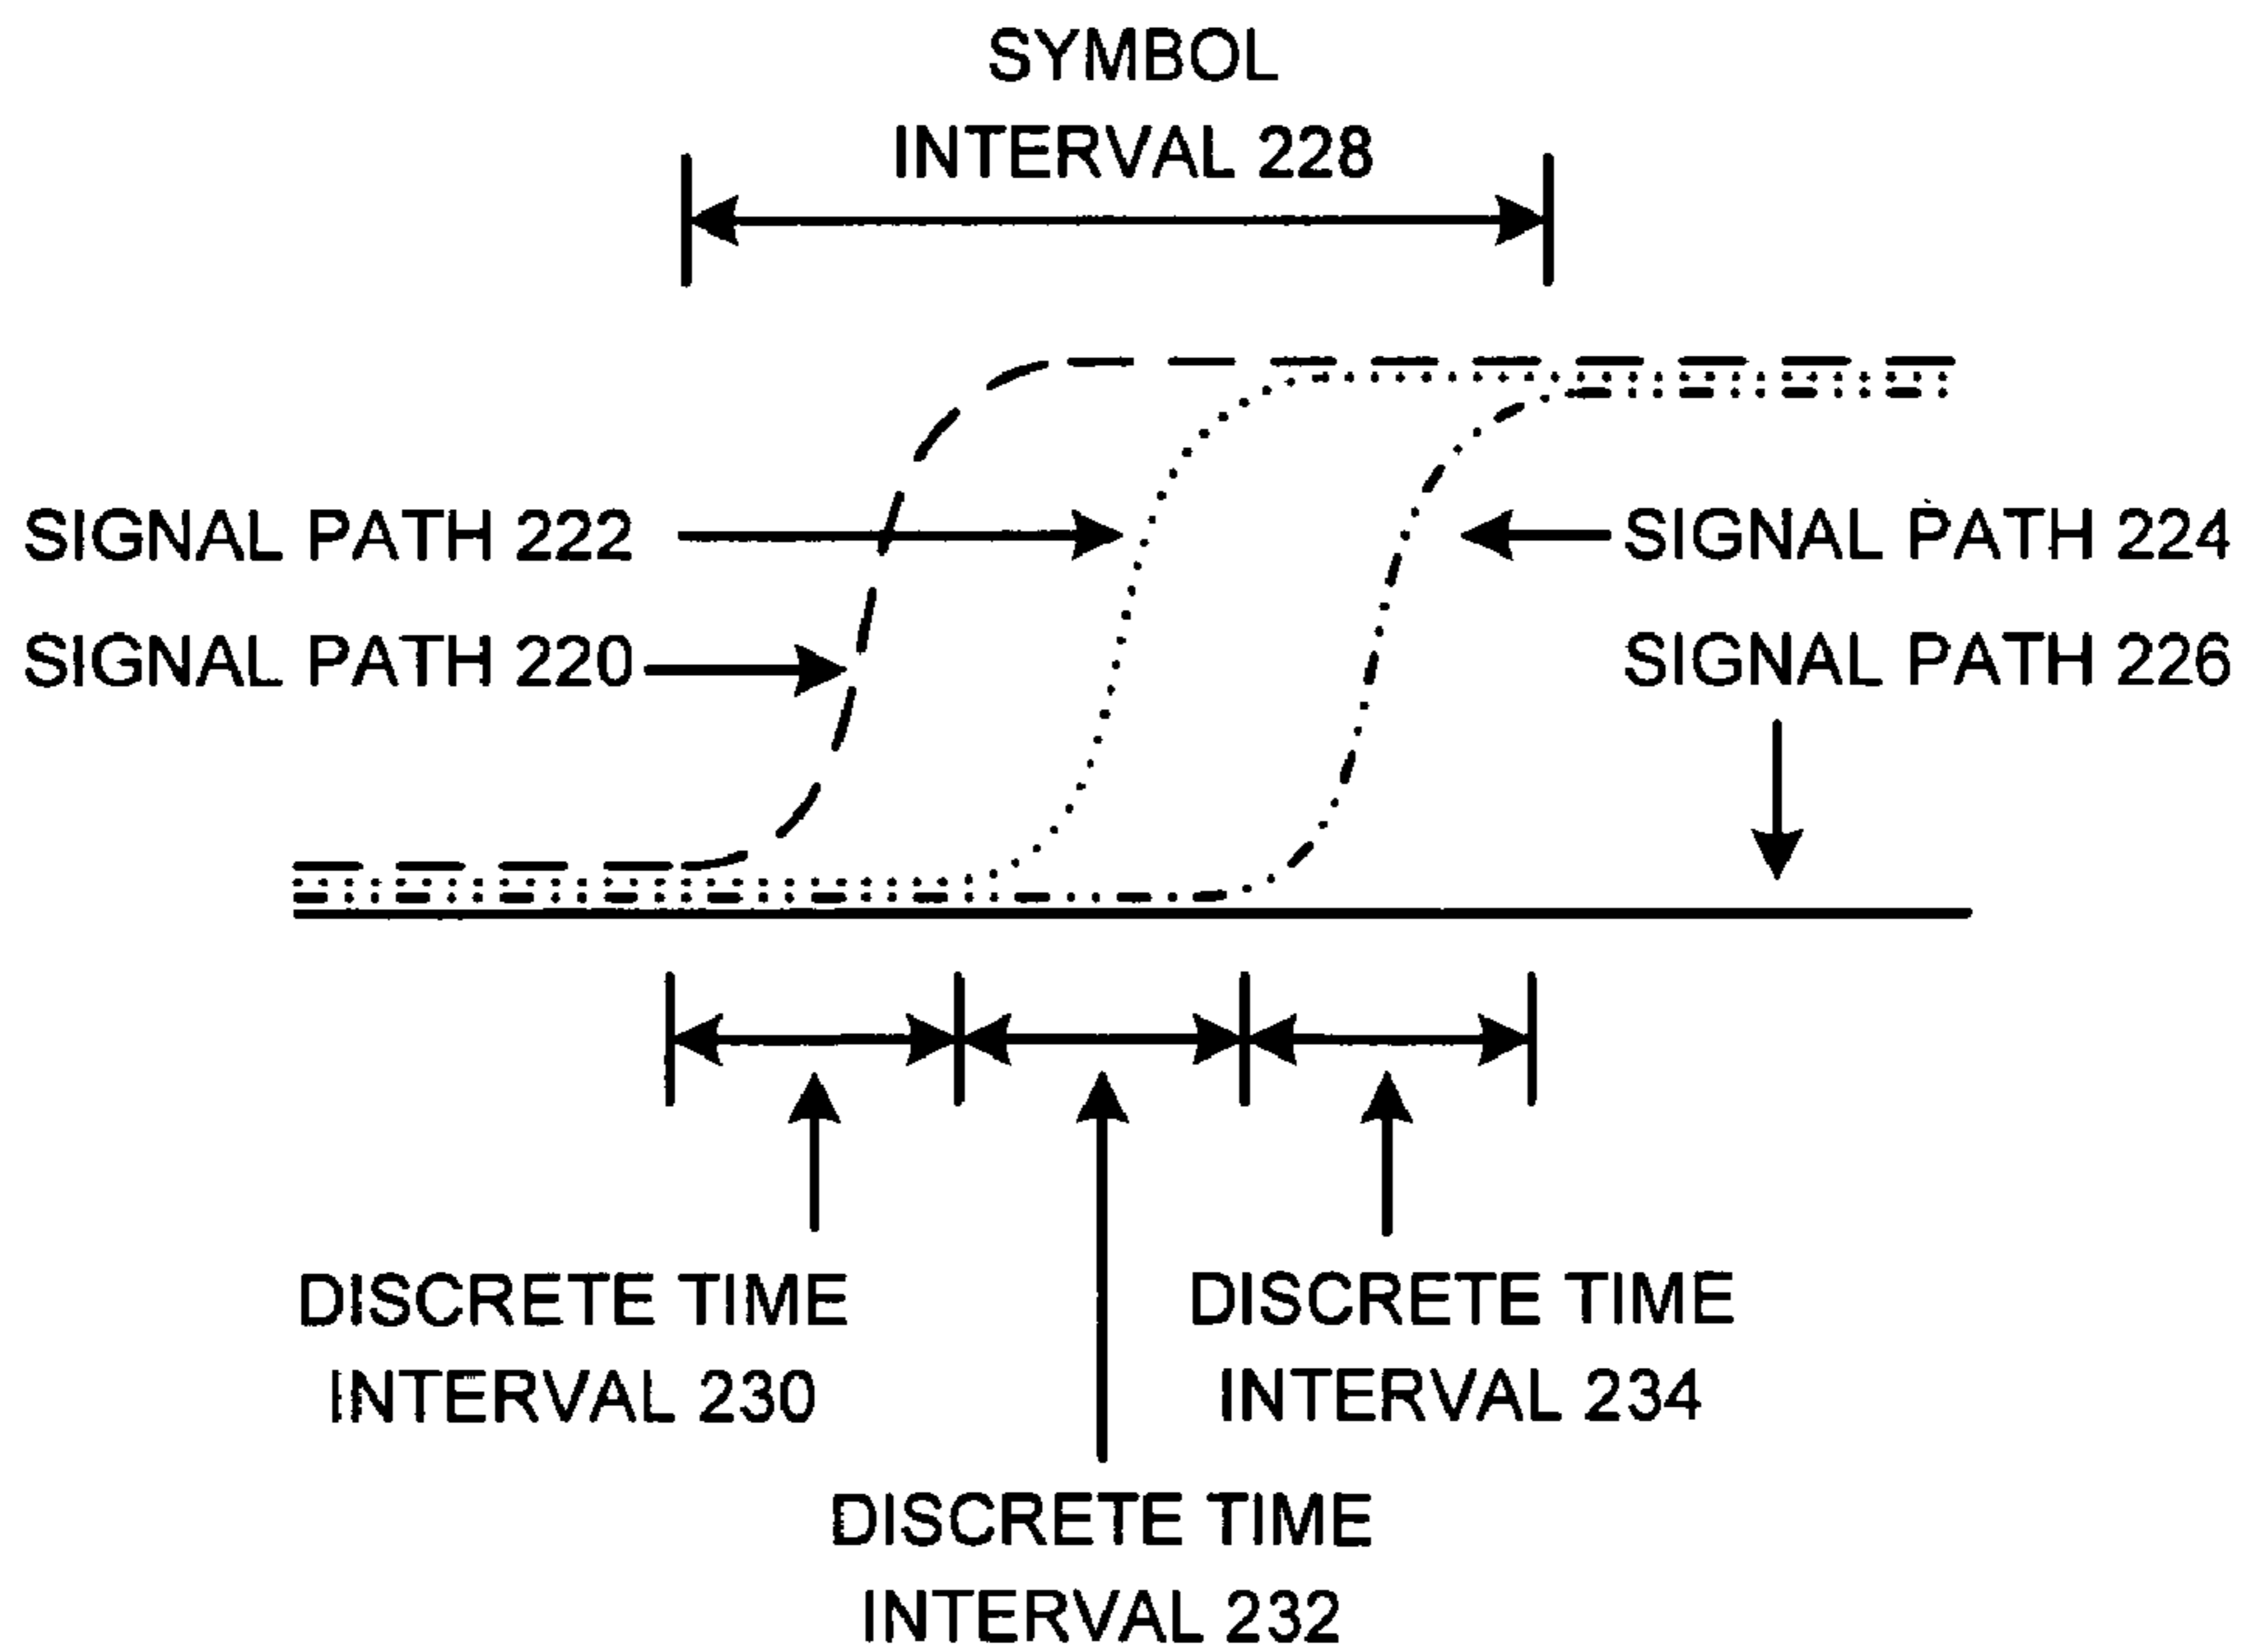 SYMBOL
INTERVAL 228
SIGNAL PATH 222
SIGNAL PATH 224
SIGNAL PATH 220
SIGNAL PATH 226
DISCRETE TIME
INTERVAL 230
DISCRETE TIME
INTERVAL 234
DISCRETE TIME
INTERVAL 232